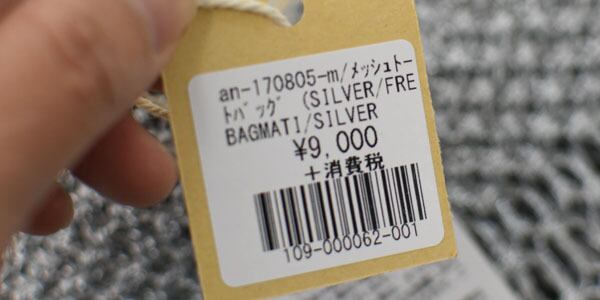 an-170805-m/ﾒｯｼｭﾄｰ
ﾄﾊﾞｯｸﾞ (SILVER/FRE
BAGMATI/SILVER
¥9,000
+消費税
109-000062-001